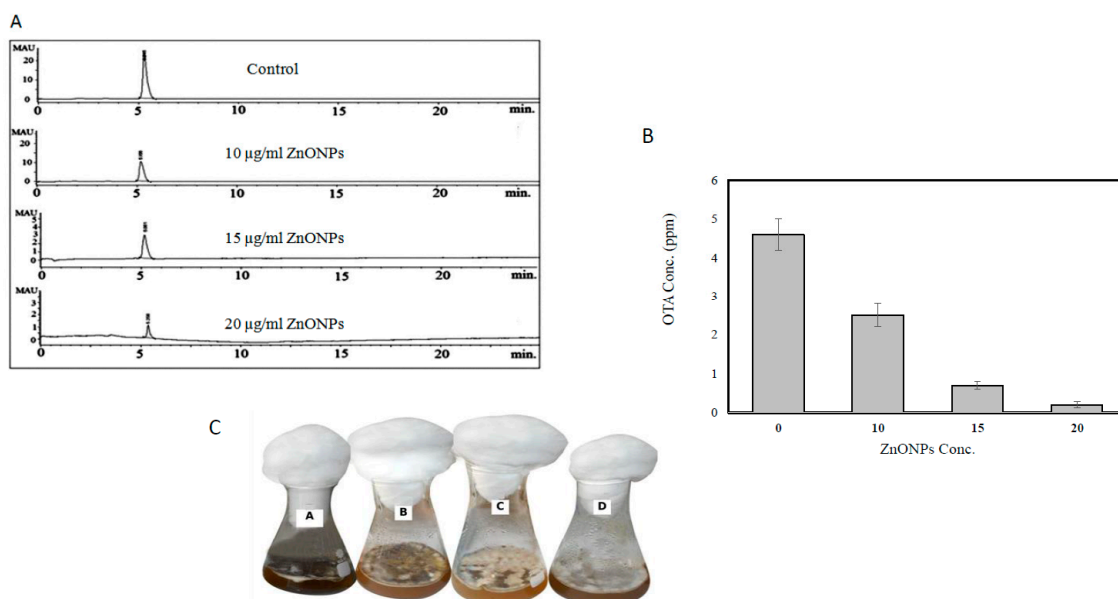 A
MAU
20
10
0
Control
0 5 10 15 20 min.
MAU
20
10
0
10 µg/ml ZnONPs
0 5 10 15 20 min.
MAU
5
4
3
2
1
0
15 µg/ml ZnONPs
0 5 10 15 20 min.
MAU
3
2
1
0
20 µg/ml ZnONPs
0 5 10 15 20 min.
B
6
5
4
3
2
1
0
OTA Conc. (ppm)
0 10 15 20
ZnONPs Conc.
C
A B C D